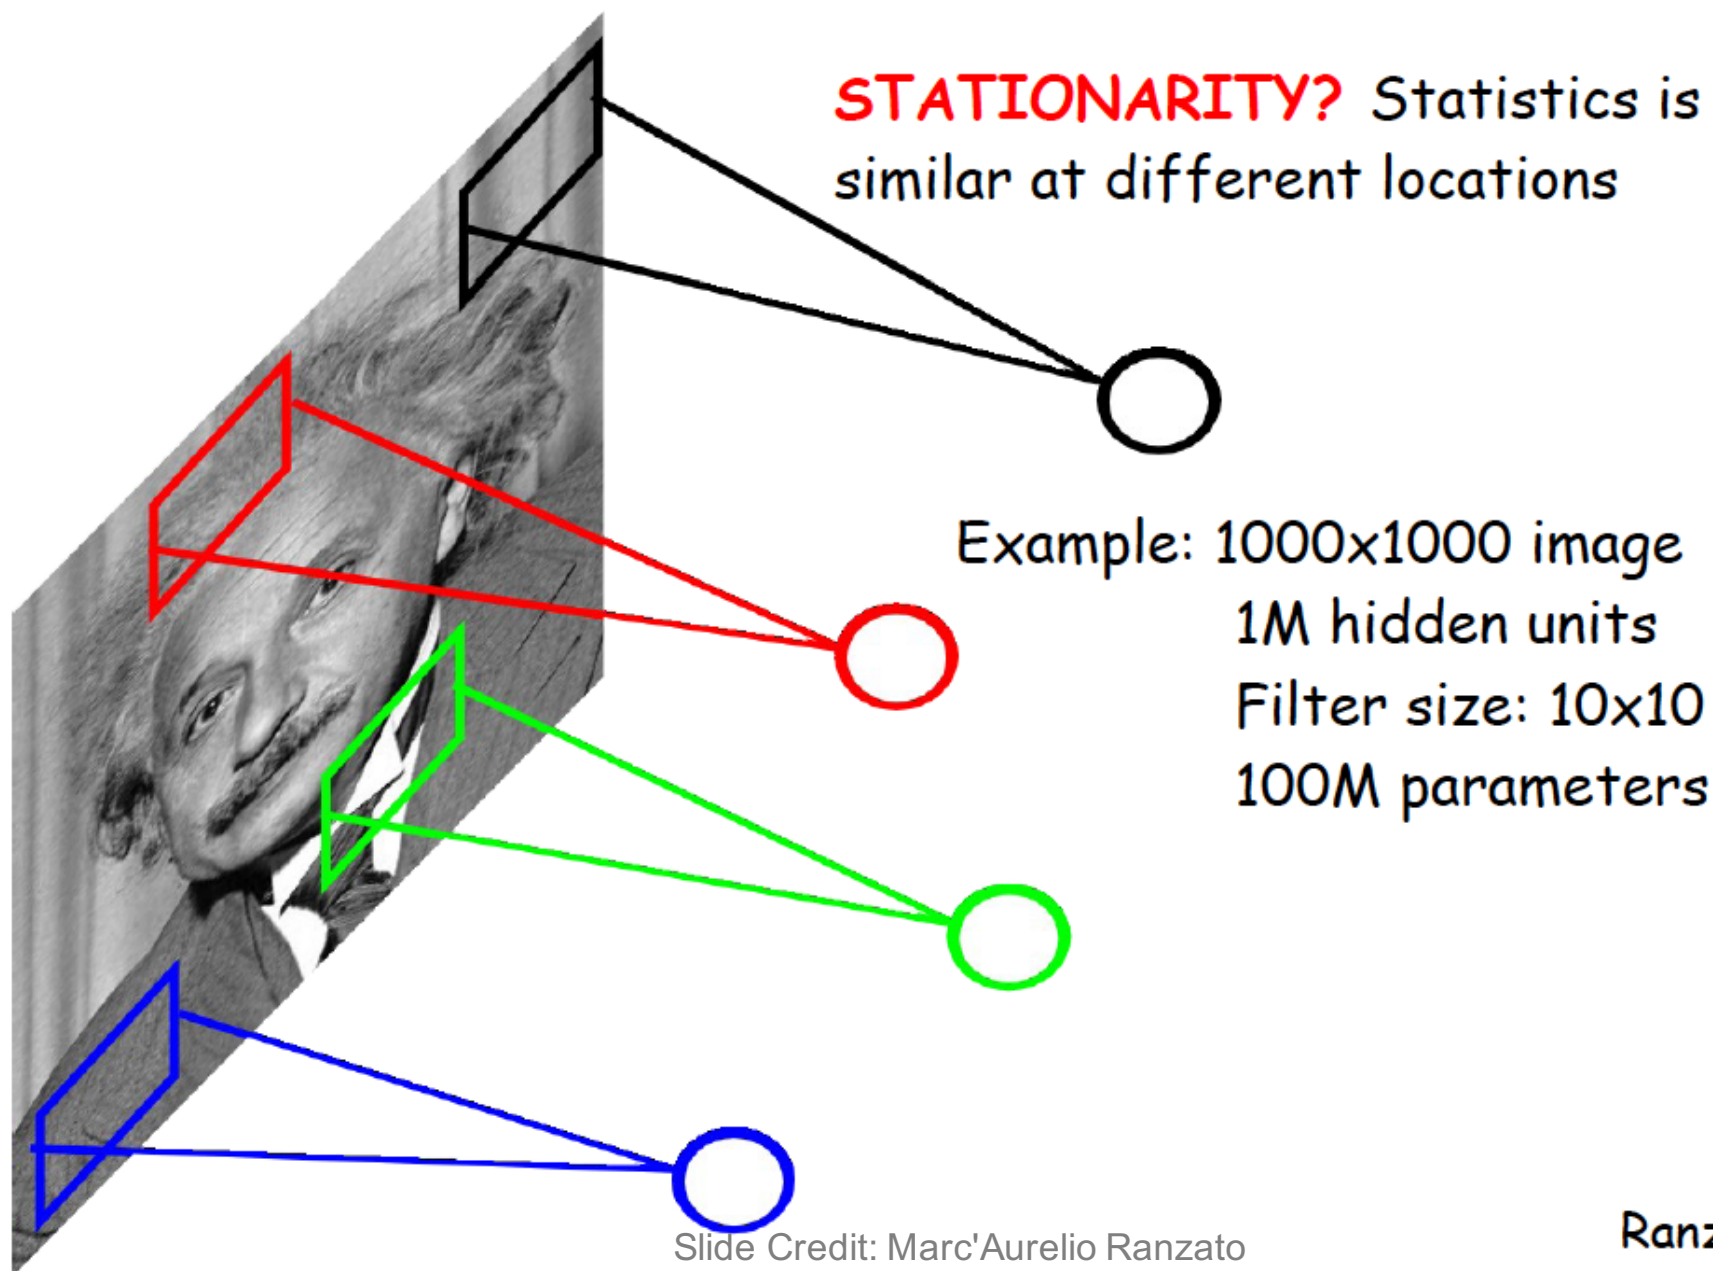 STATIONARITY? Statistics is
similar at different locations
Example: 1000x1000 image
1M hidden units
Filter size: 10x10
100M parameters
Slide Credit: Marc'Aurelio Ranzato